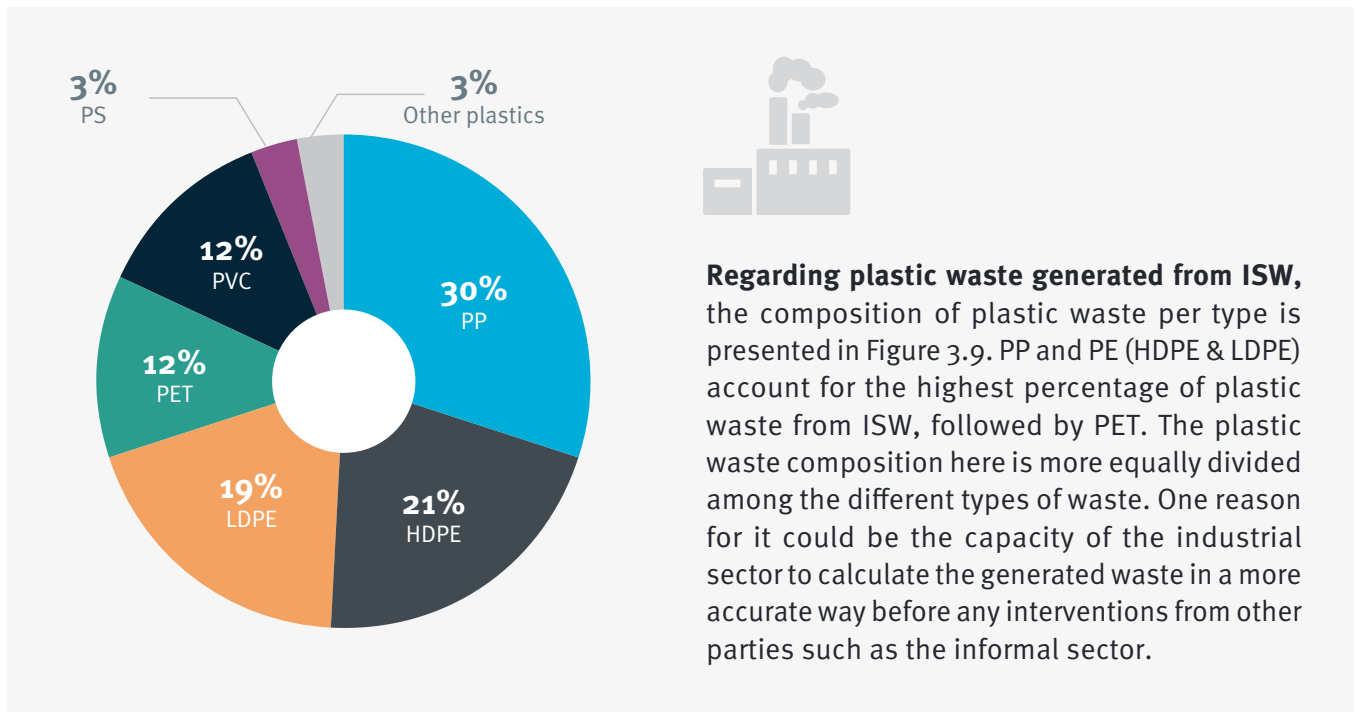 3%
PS
3%
Other plastics
30%
PP
21%
HDPE
19%
LDPE
12%
PET
12%
PVC
Regarding plastic waste generated from ISW,
the composition of plastic waste per type is
presented in Figure 3.9. PP and PE (HDPE & LDPE)
account for the highest percentage of plastic
waste from ISW, followed by PET. The plastic
waste composition here is more equally divided
among the different types of waste. One reason
for it could be the capacity of the industrial
sector to calculate the generated waste in a more
accurate way before any interventions from other
parties such as the informal sector.